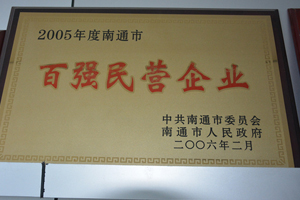 2005年度南通市
百强民营企业
中共南通市委员会
南通市人民政府
二〇〇六年二月